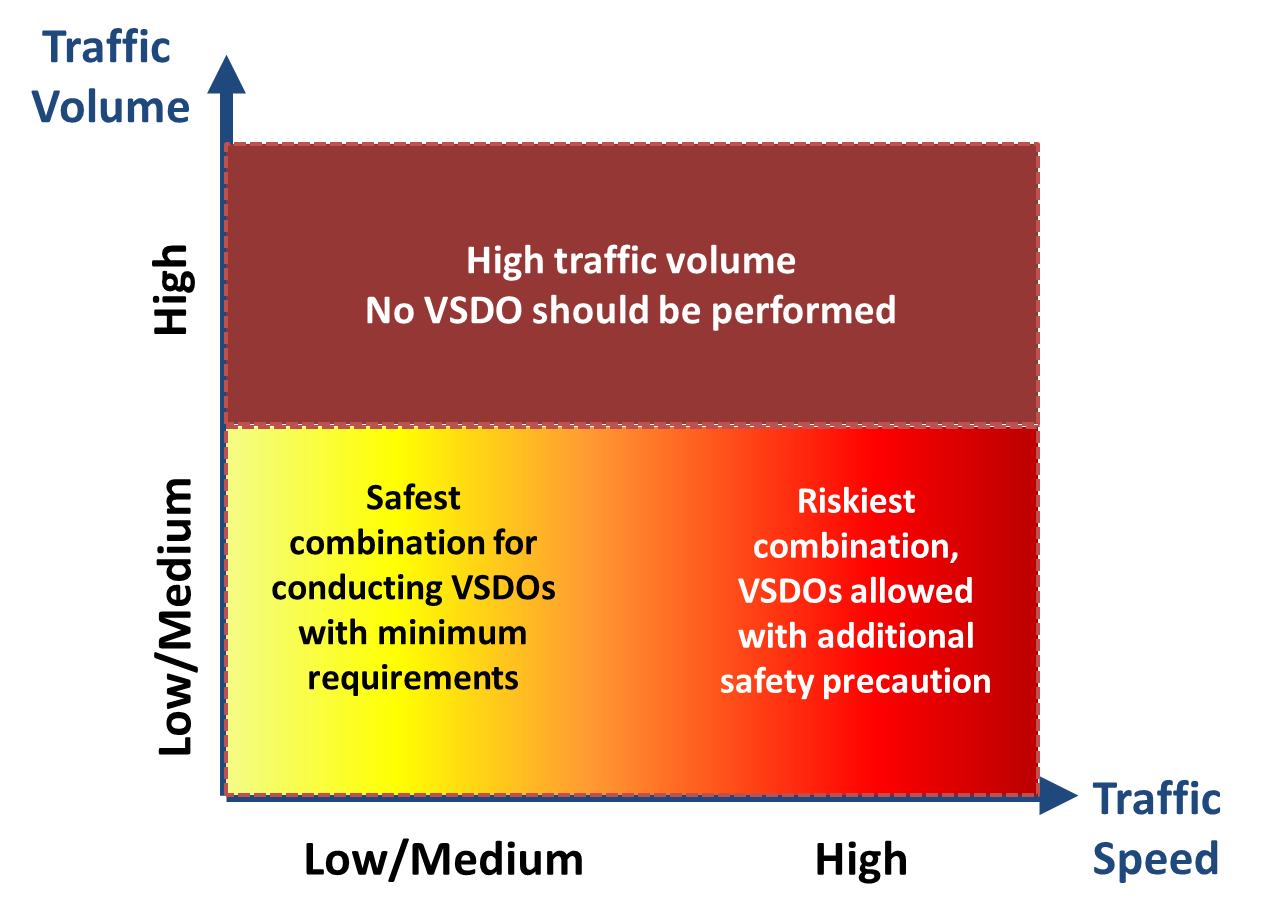 Traffic
Volume
High
High traffic volume
No VSDO should be performed
Low/Medium
Safest
combination for
conducting VSDOs
with minimum
requirements
Riskiest
combination,
VSDOs allowed
with additional
safety precaution
Low/Medium
High
Traffic
Speed